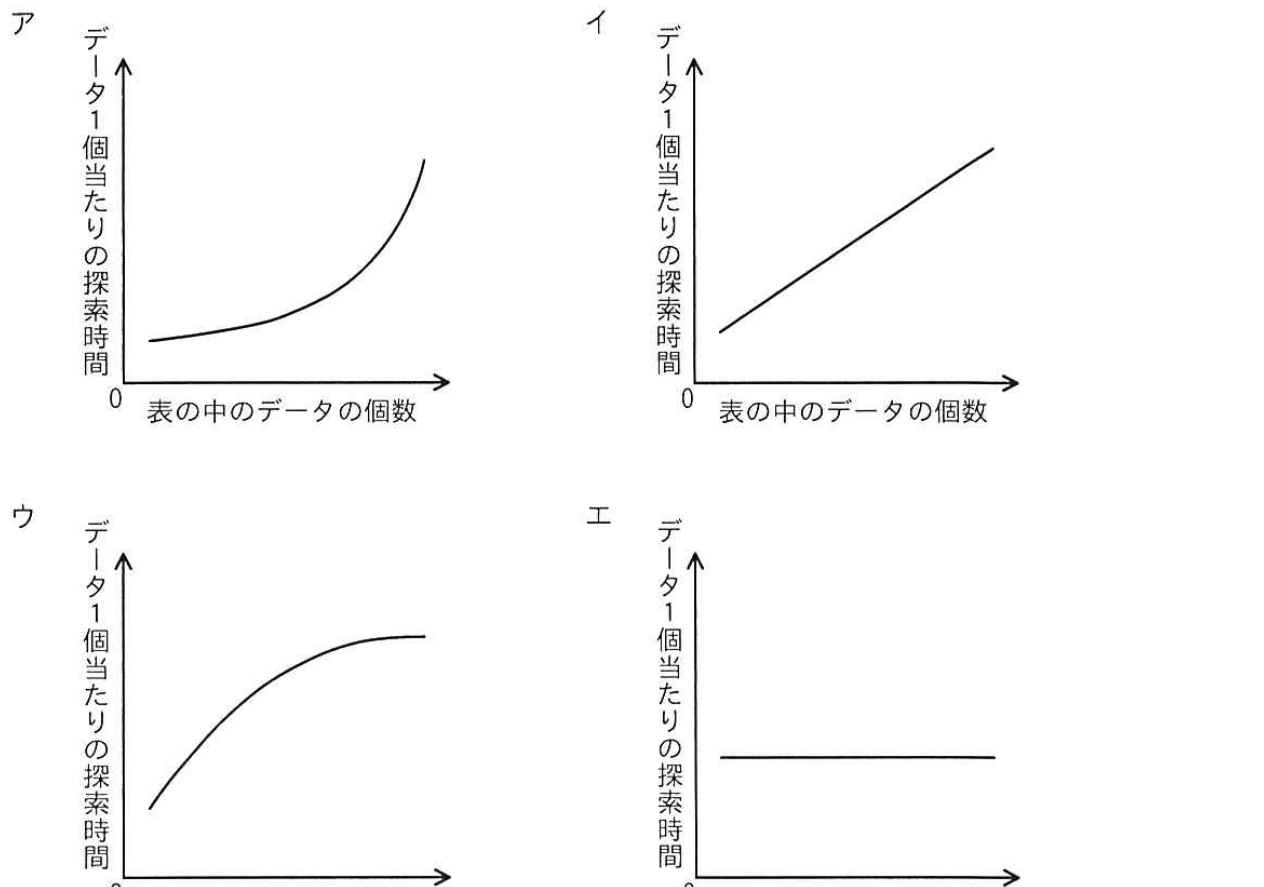 ア
データ1個当たりの探索時間
0
表の中のデータの個数
イ
データ1個当たりの探索時間
0
表の中のデータの個数
ウ
データ1個当たりの探索時間
エ
データ1個当たりの探索時間